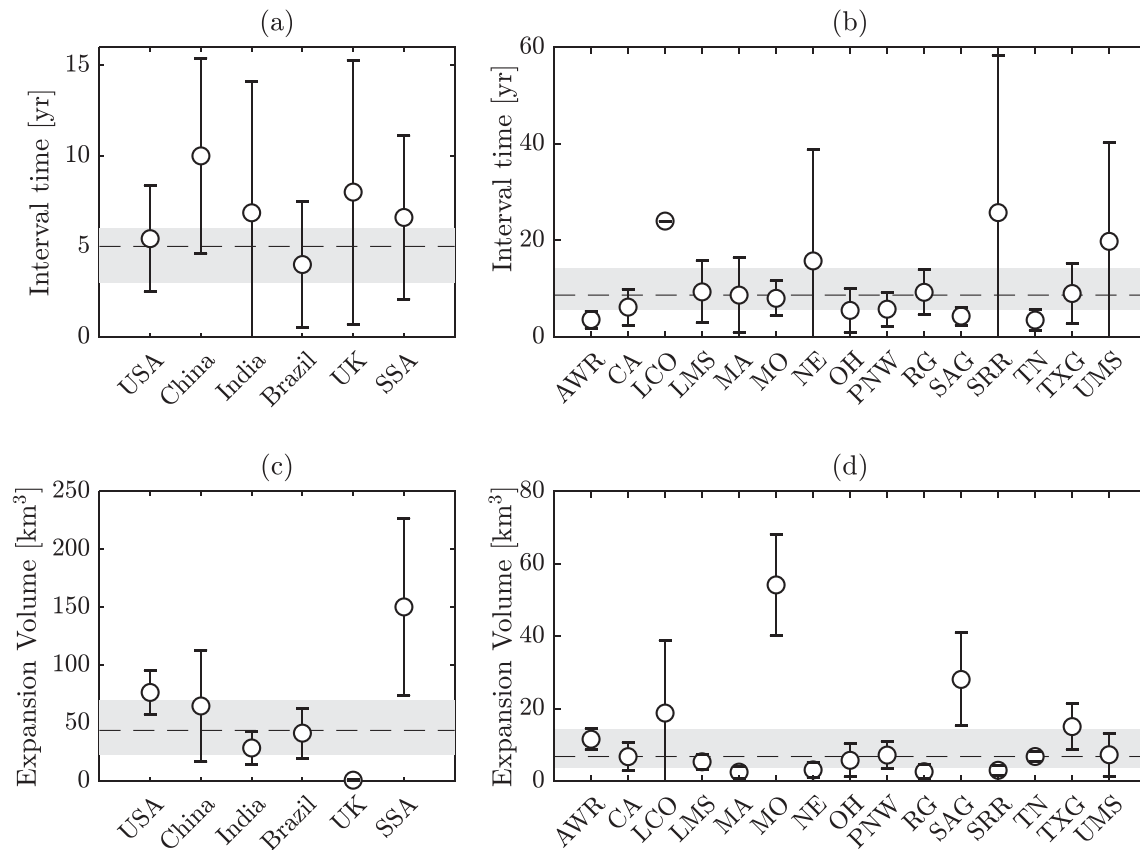 (a)
Interval time [yr]
15
10
5
0
USA
China
India
Brazil
UK
SSA
(b)
Interval time [yr]
60
40
20
0
AWR
CA
LCO
LMS
MA
MO
NE
OH
PNW
RG
SAG
SRR
TN
TXG
UMS
(c)
Expansion Volume [km³]
250
200
150
100
50
0
USA
China
India
Brazil
UK
SSA
(d)
Expansion Volume [km³]
80
60
40
20
0
AWR
CA
LCO
LMS
MA
MO
NE
OH
PNW
RG
SAG
SRR
TN
TXG
UMS